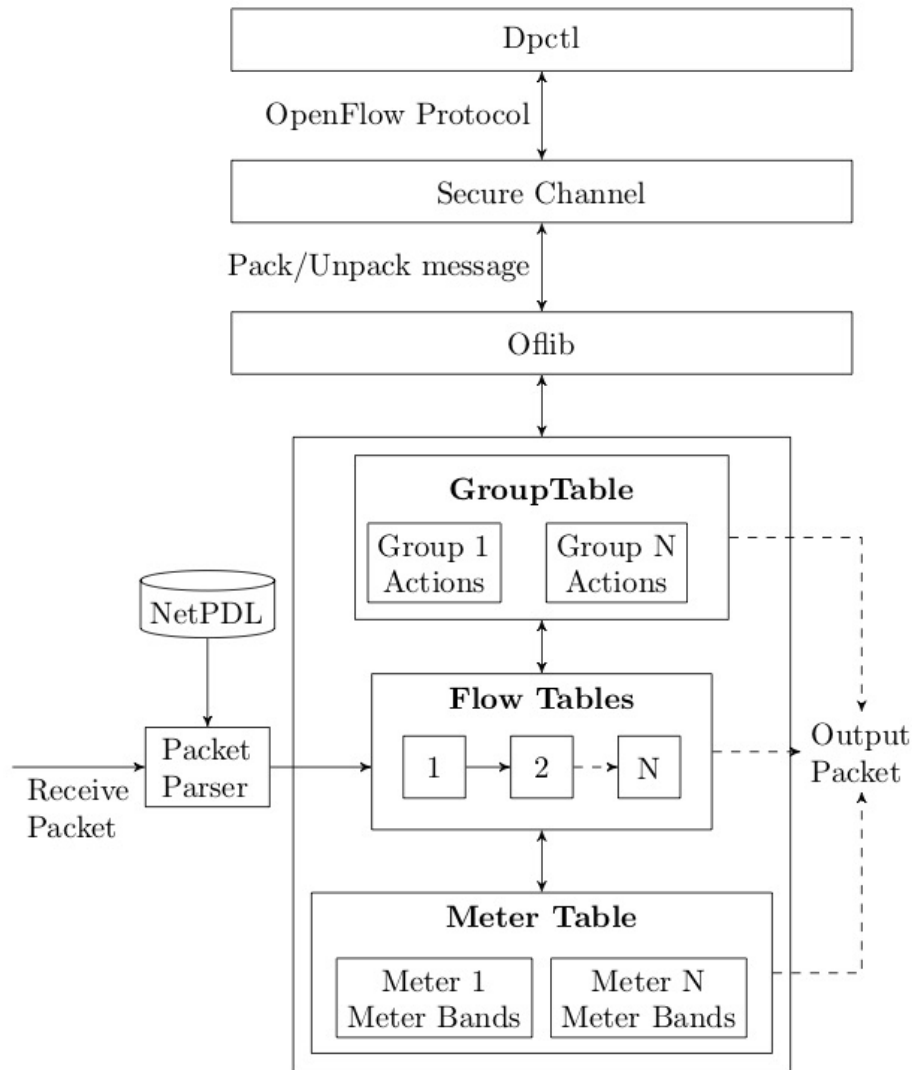 Dpctl
OpenFlow Protocol
Secure Channel
Pack/Unpack message
Oflib
GroupTable
Group 1
Actions
Group N
Actions
NetPDL
Flow Tables
1
2
N
Packet
Parser
Receive
Packet
Output
Packet
Meter Table
Meter 1
Meter Bands
Meter N
Meter Bands